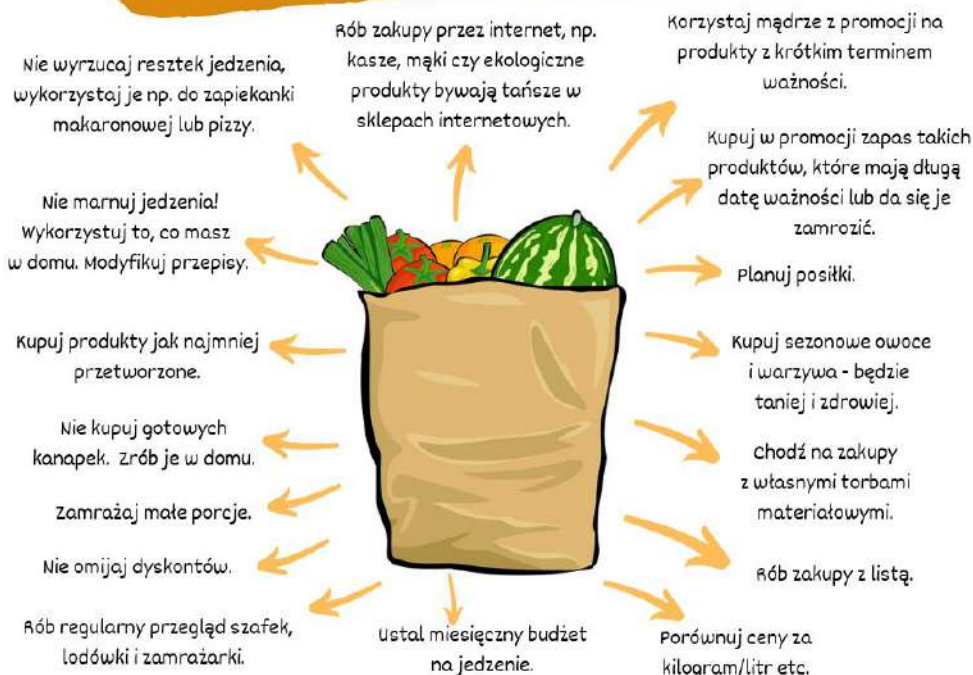 Nie wyrzucaj resztek jedzenia,
wykorzystaj je np. do zapiekanki
makaronowej lub pizzy.
Rób zakupy przez internet, np.
kasze, mąki czy ekologiczne
produkty bywają tańsze w
sklepach internetowych.
Korzystaj mądrze z promocji na
produkty z krótkim terminem
ważności.
Kupuj w promocji zapas takich
produktów, które mają długą
datę ważności lub da się je
zamrozić.
Nie marnuj jedzenia!
Wykorzystuj to, co masz
w domu. Modyfikuj przepisy.
Planuj posiłki.
Kupuj produkty jak najmniej
przetworzone.
Kupuj sezonowe owoce
i warzywa - będzie
taniej i zdrowiej.
Nie kupuj gotowych
kanapek. Zrób je w domu.
Chodź na zakupy
z własnymi torbami
materiałowymi.
Zamrażaj małe porcje.
Nie omijaj dyskontów.
Rób zakupy z listą.
Rób regularny przegląd szafek,
lodówki i zamrażarki.
Ustal miesięczny budżet
na jedzenie.
Porównuj ceny za
kilogram/litr etc.